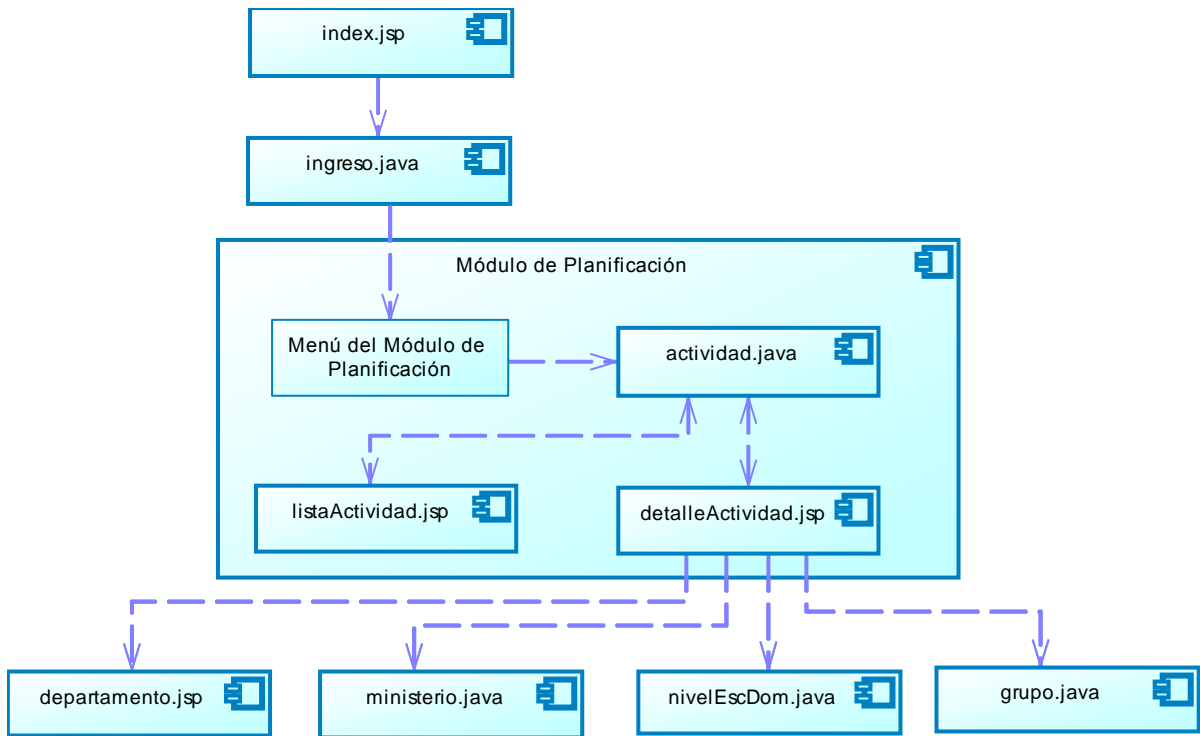 index.jsp
ingreso.java
Módulo de Planificación
Menú del Módulo de
Planificación
actividad.java
listaActividad.jsp
detalleActividad.jsp
departamento.jsp
ministerio.java
nivelEscDom.java
grupo.java